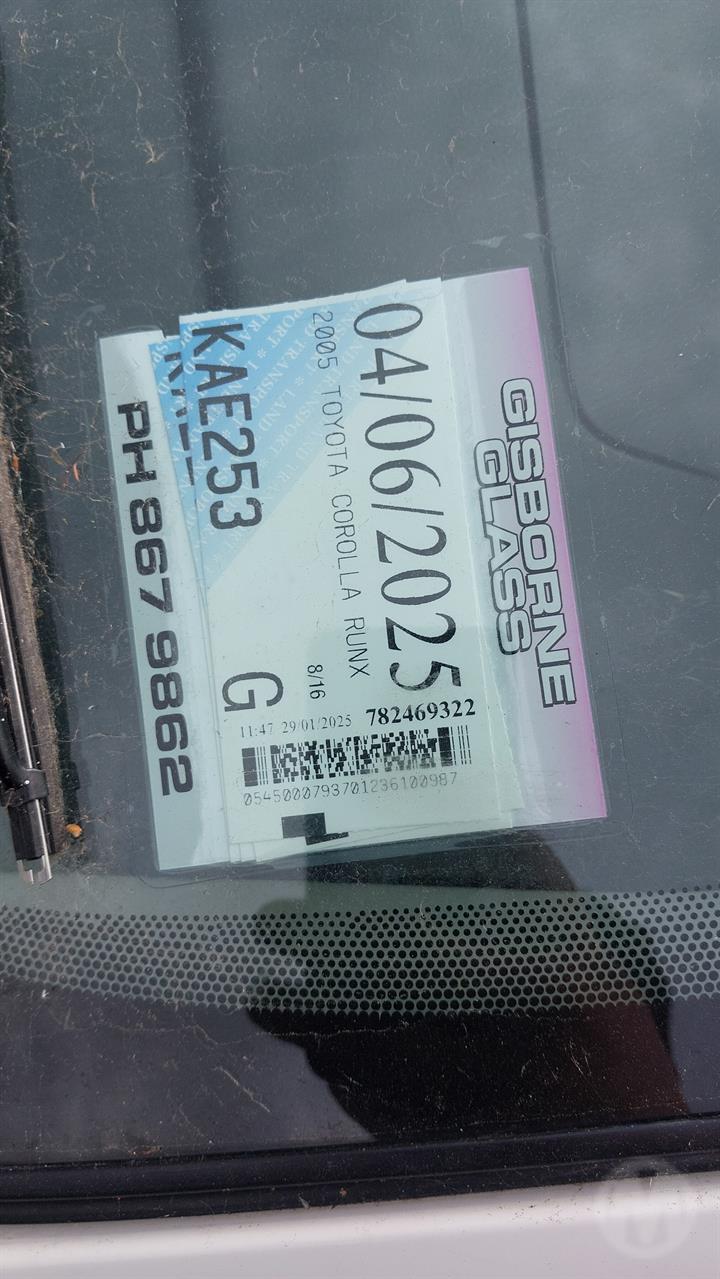 GISBORNE
GLASS
04/06/2025
2005 TOYOTA COROLLA RUNX
8/16
KAE253
G
11:47 29/01/2025 782469322
0545000793701236100987
PH 867 9862